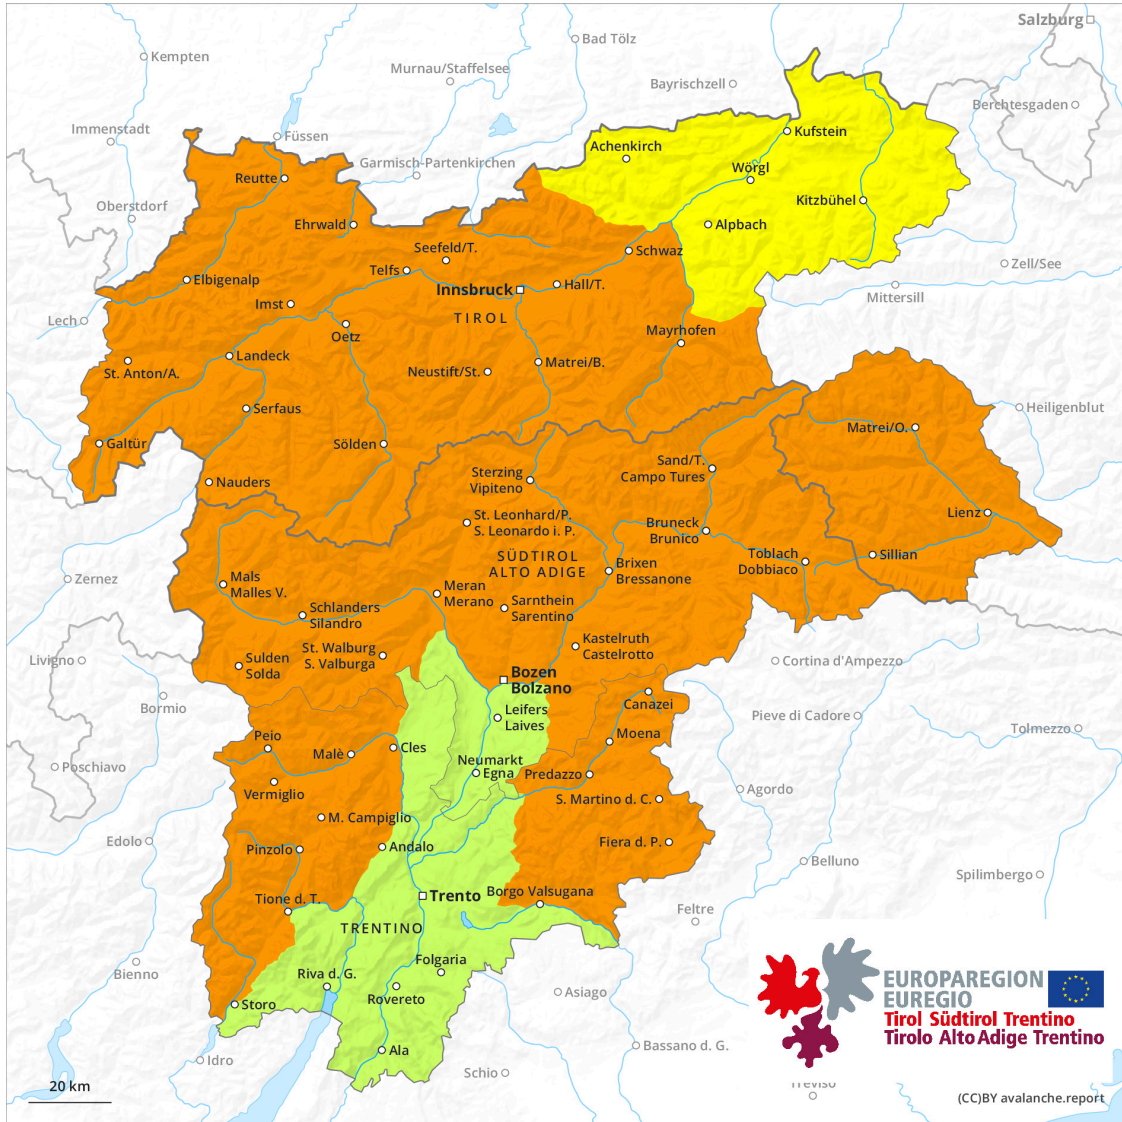 Salzburg
Bad Tölz
Kempten
Murnau/Staffelsee
Bayrischzell
Berchtesgaden
Immenstadt
Füssen
Kufstein
Achenkirch
Garmisch-Partenkirchen
Wörgl
Reutte
Kitzbühel
Oberstdorf
Ehrwald
Alpbach
Seefeld/T.
Schwaz
Telfs
Zell/See
Elbigenalp
Innsbruck
Hall/T.
Mittersill
Imst
TIROL
Lech
Oetz
Mayrhofen
Landeck
Matrei/B.
St. Anton/A.
Neustift/St.
Serfaus
Heiligenblut
Matrei/O.
Galtür
Sölden
Sand/T.
Campo Tures
Sterzing
Vipiteno
Nauders
Lienz
St. Leonhard/P.
S. Leonardo i. P.
Bruneck
Brunico
SÜDTIROL
ALTO ADIGE
Toblach
Dobbiaco
Sillian
Brixen
Bressanone
Zernez
Mals
Malles V.
Meran
Merano
Sarnthein
Sarentino
Schlanders
Silandro
Kastelruth
Castelrotto
St. Walburg
S. Valburga
Livigno
Sulden
Solda
Cortina d'Ampezzo
Bozen
Bolzano
Bormio
Canazei
Leifers
Laives
Pieve di Cadore
Tolmezzo
Peio
Moena
Malè
Cles
Neumarkt
Egna
Poschiavo
Predazzo
Vermiglio
Agordo
S. Martino d. C.
M. Campiglio
Edolo
Pinzolo
Andalo
Fiera d. P.
Belluno
Spilimbergo
Tione d. T.
Trento
Borgo Valsugana
Feltre
TRENTINO
Folgaria
Bienno
Riva d. G.
Rovereto
Asiago
Storo
EUROPAREGION
EUREGIO
Tirol Südtirol Trentino
Tirolo Alto Adige Trentino
Ala
Bassano d. G.
Idro
Schio
Treviso
20 km
(CC)BY avalanche.report